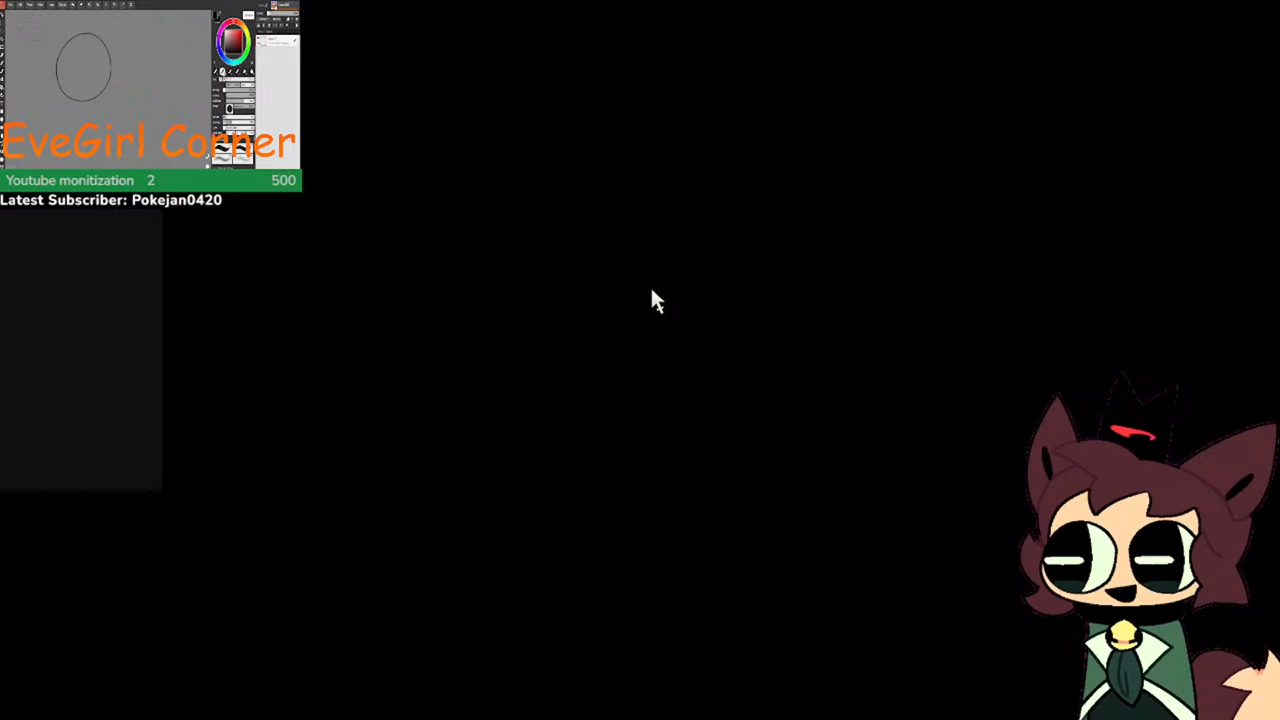 EveGirl Corner
Youtube monitization 2 500
Latest Subscriber: Pokejan0420